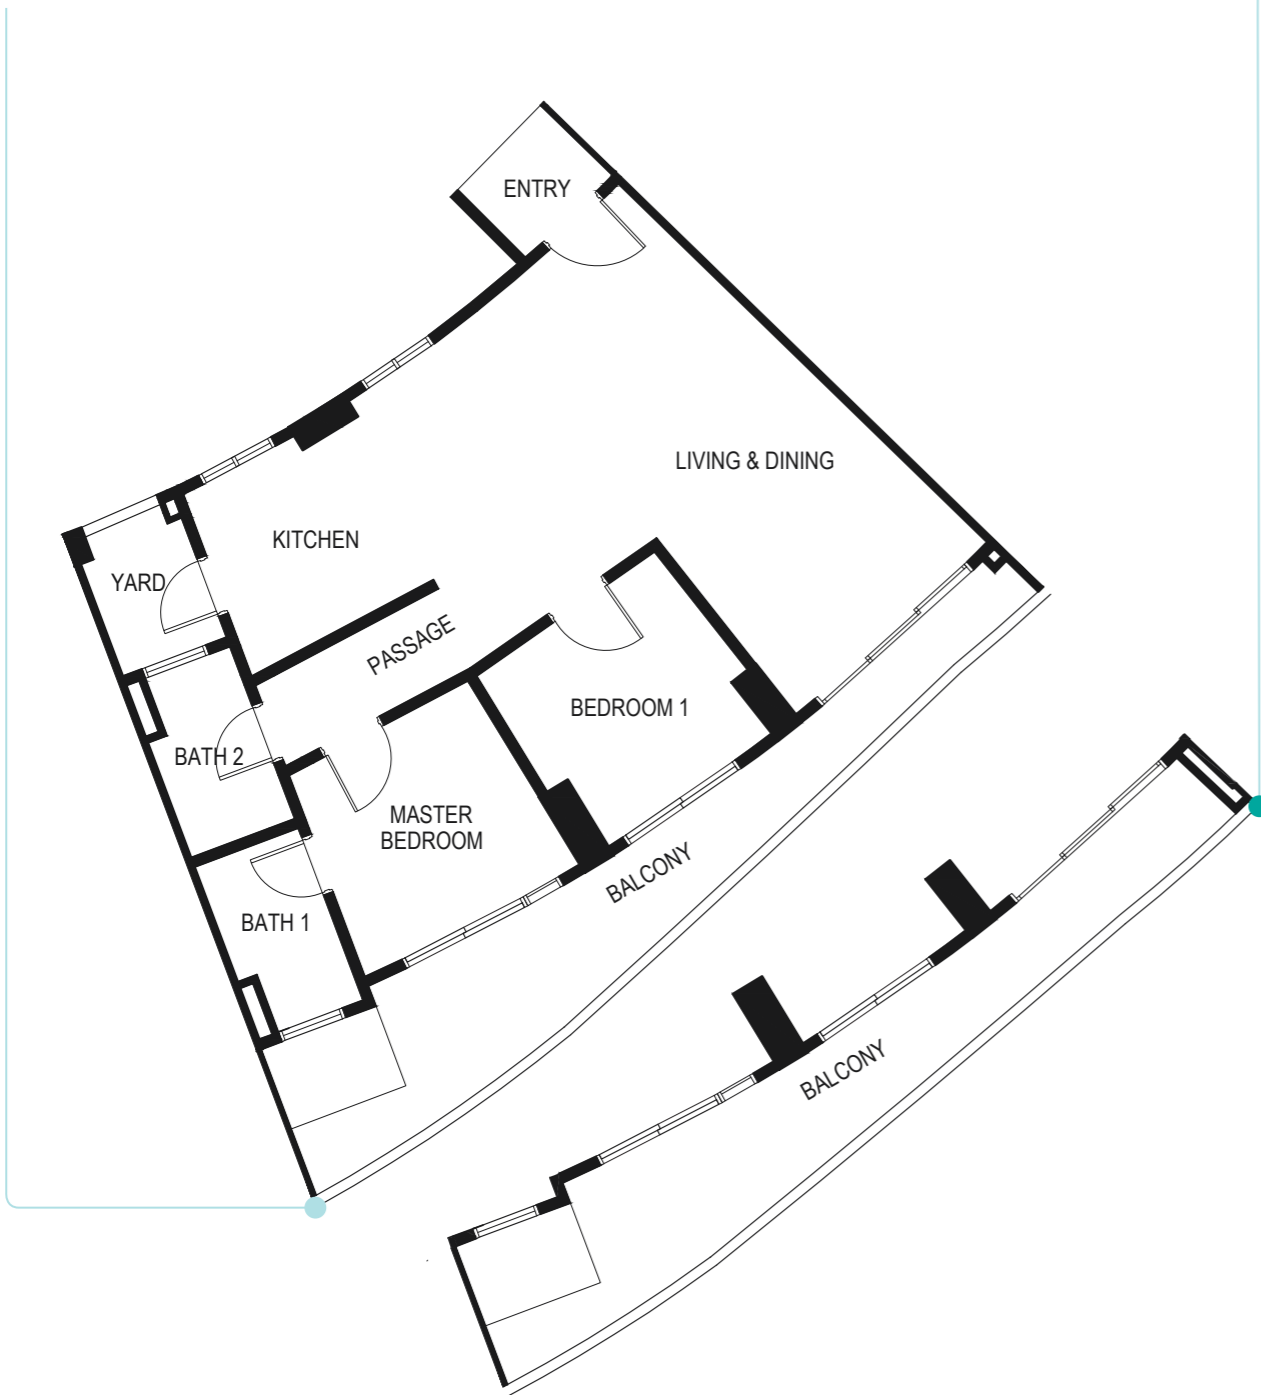 ENTRY
LIVING & DINING
KITCHEN
YARD
PASSAGE
BEDROOM 1
BATH 2
MASTER
BEDROOM
BALCONY
BATH 1
BALCONY